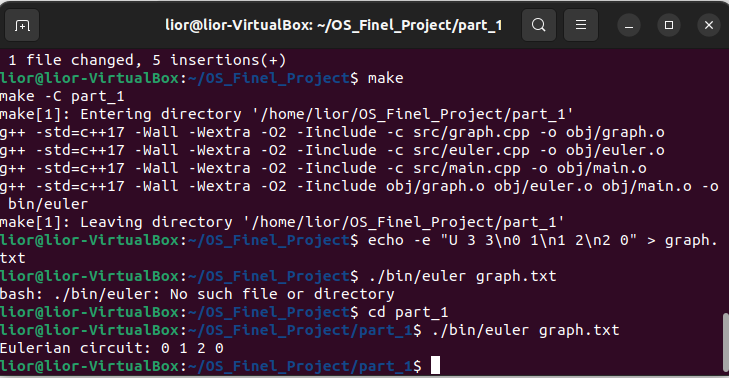 lior@lior-VirtualBox: ~/OS_Finel_Project/part_1
1 file changed, 5 insertions(+)
lior@lior-VirtualBox:~/OS_Finel_Project$ make
make -C part_1
make[1]: Entering directory '/home/lior/OS_Finel_Project/part_1'
g++ -std=c++17 -Wall -Wextra -O2 -Iinclude -c src/graph.cpp -o obj/graph.o
g++ -std=c++17 -Wall -Wextra -O2 -Iinclude -c src/euler.cpp -o obj/euler.o
g++ -std=c++17 -Wall -Wextra -O2 -Iinclude -c src/main.cpp -o obj/main.o
g++ -std=c++17 -Wall -Wextra -O2 -Iinclude obj/graph.o obj/euler.o obj/main.o -o
bin/euler
make[1]: Leaving directory '/home/lior/OS_Finel_Project/part_1'
lior@lior-VirtualBox:~/OS_Finel_Project$ echo -e "U 3 3\n0 1\n1 2\n2 0" > graph.
txt
lior@lior-VirtualBox:~/OS_Finel_Project$ ./bin/euler graph.txt
bash: ./bin/euler: No such file or directory
lior@lior-VirtualBox:~/OS_Finel_Project$ cd part_1
lior@lior-VirtualBox:~/OS_Finel_Project/part_1$ ./bin/euler graph.txt
Eulerian circuit: 0 1 2 0
lior@lior-VirtualBox:~/OS_Finel_Project/part_1$